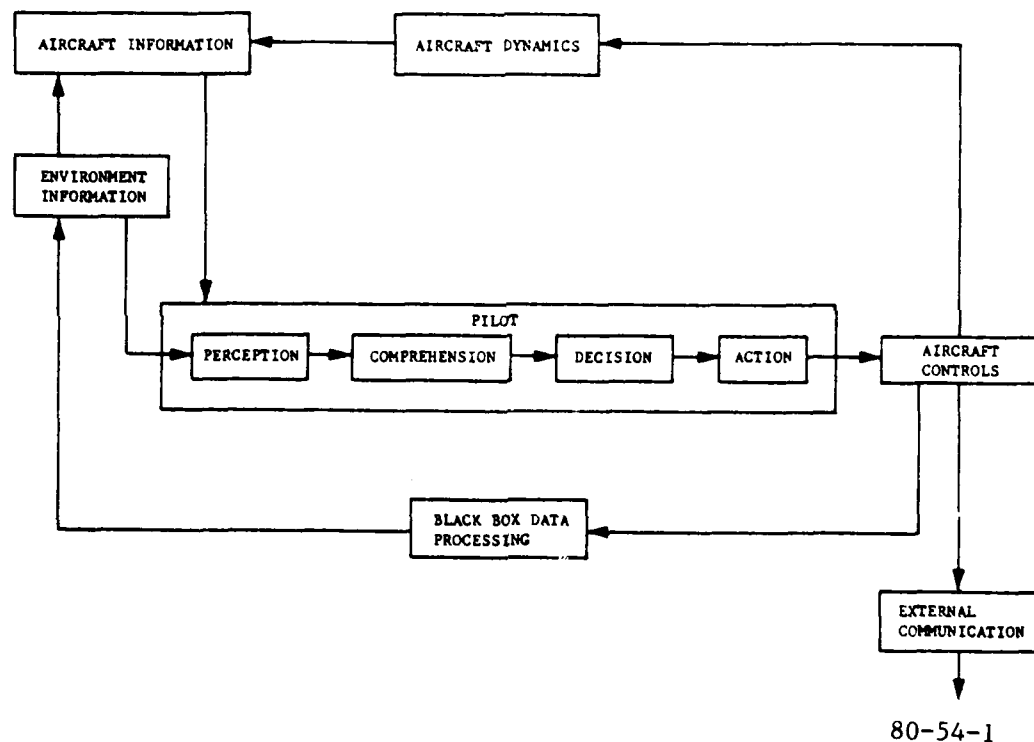 AIRCRAFT INFORMATION
AIRCRAFT DYNAMICS
ENVIRONMENT
INFORMATION
PILOT
PERCEPTION
COMPREHENSION
DECISION
ACTION
AIRCRAFT
CONTROLS
BLACK BOX DATA
PROCESSING
EXTERNAL
COMMUNICATION
80-54-1